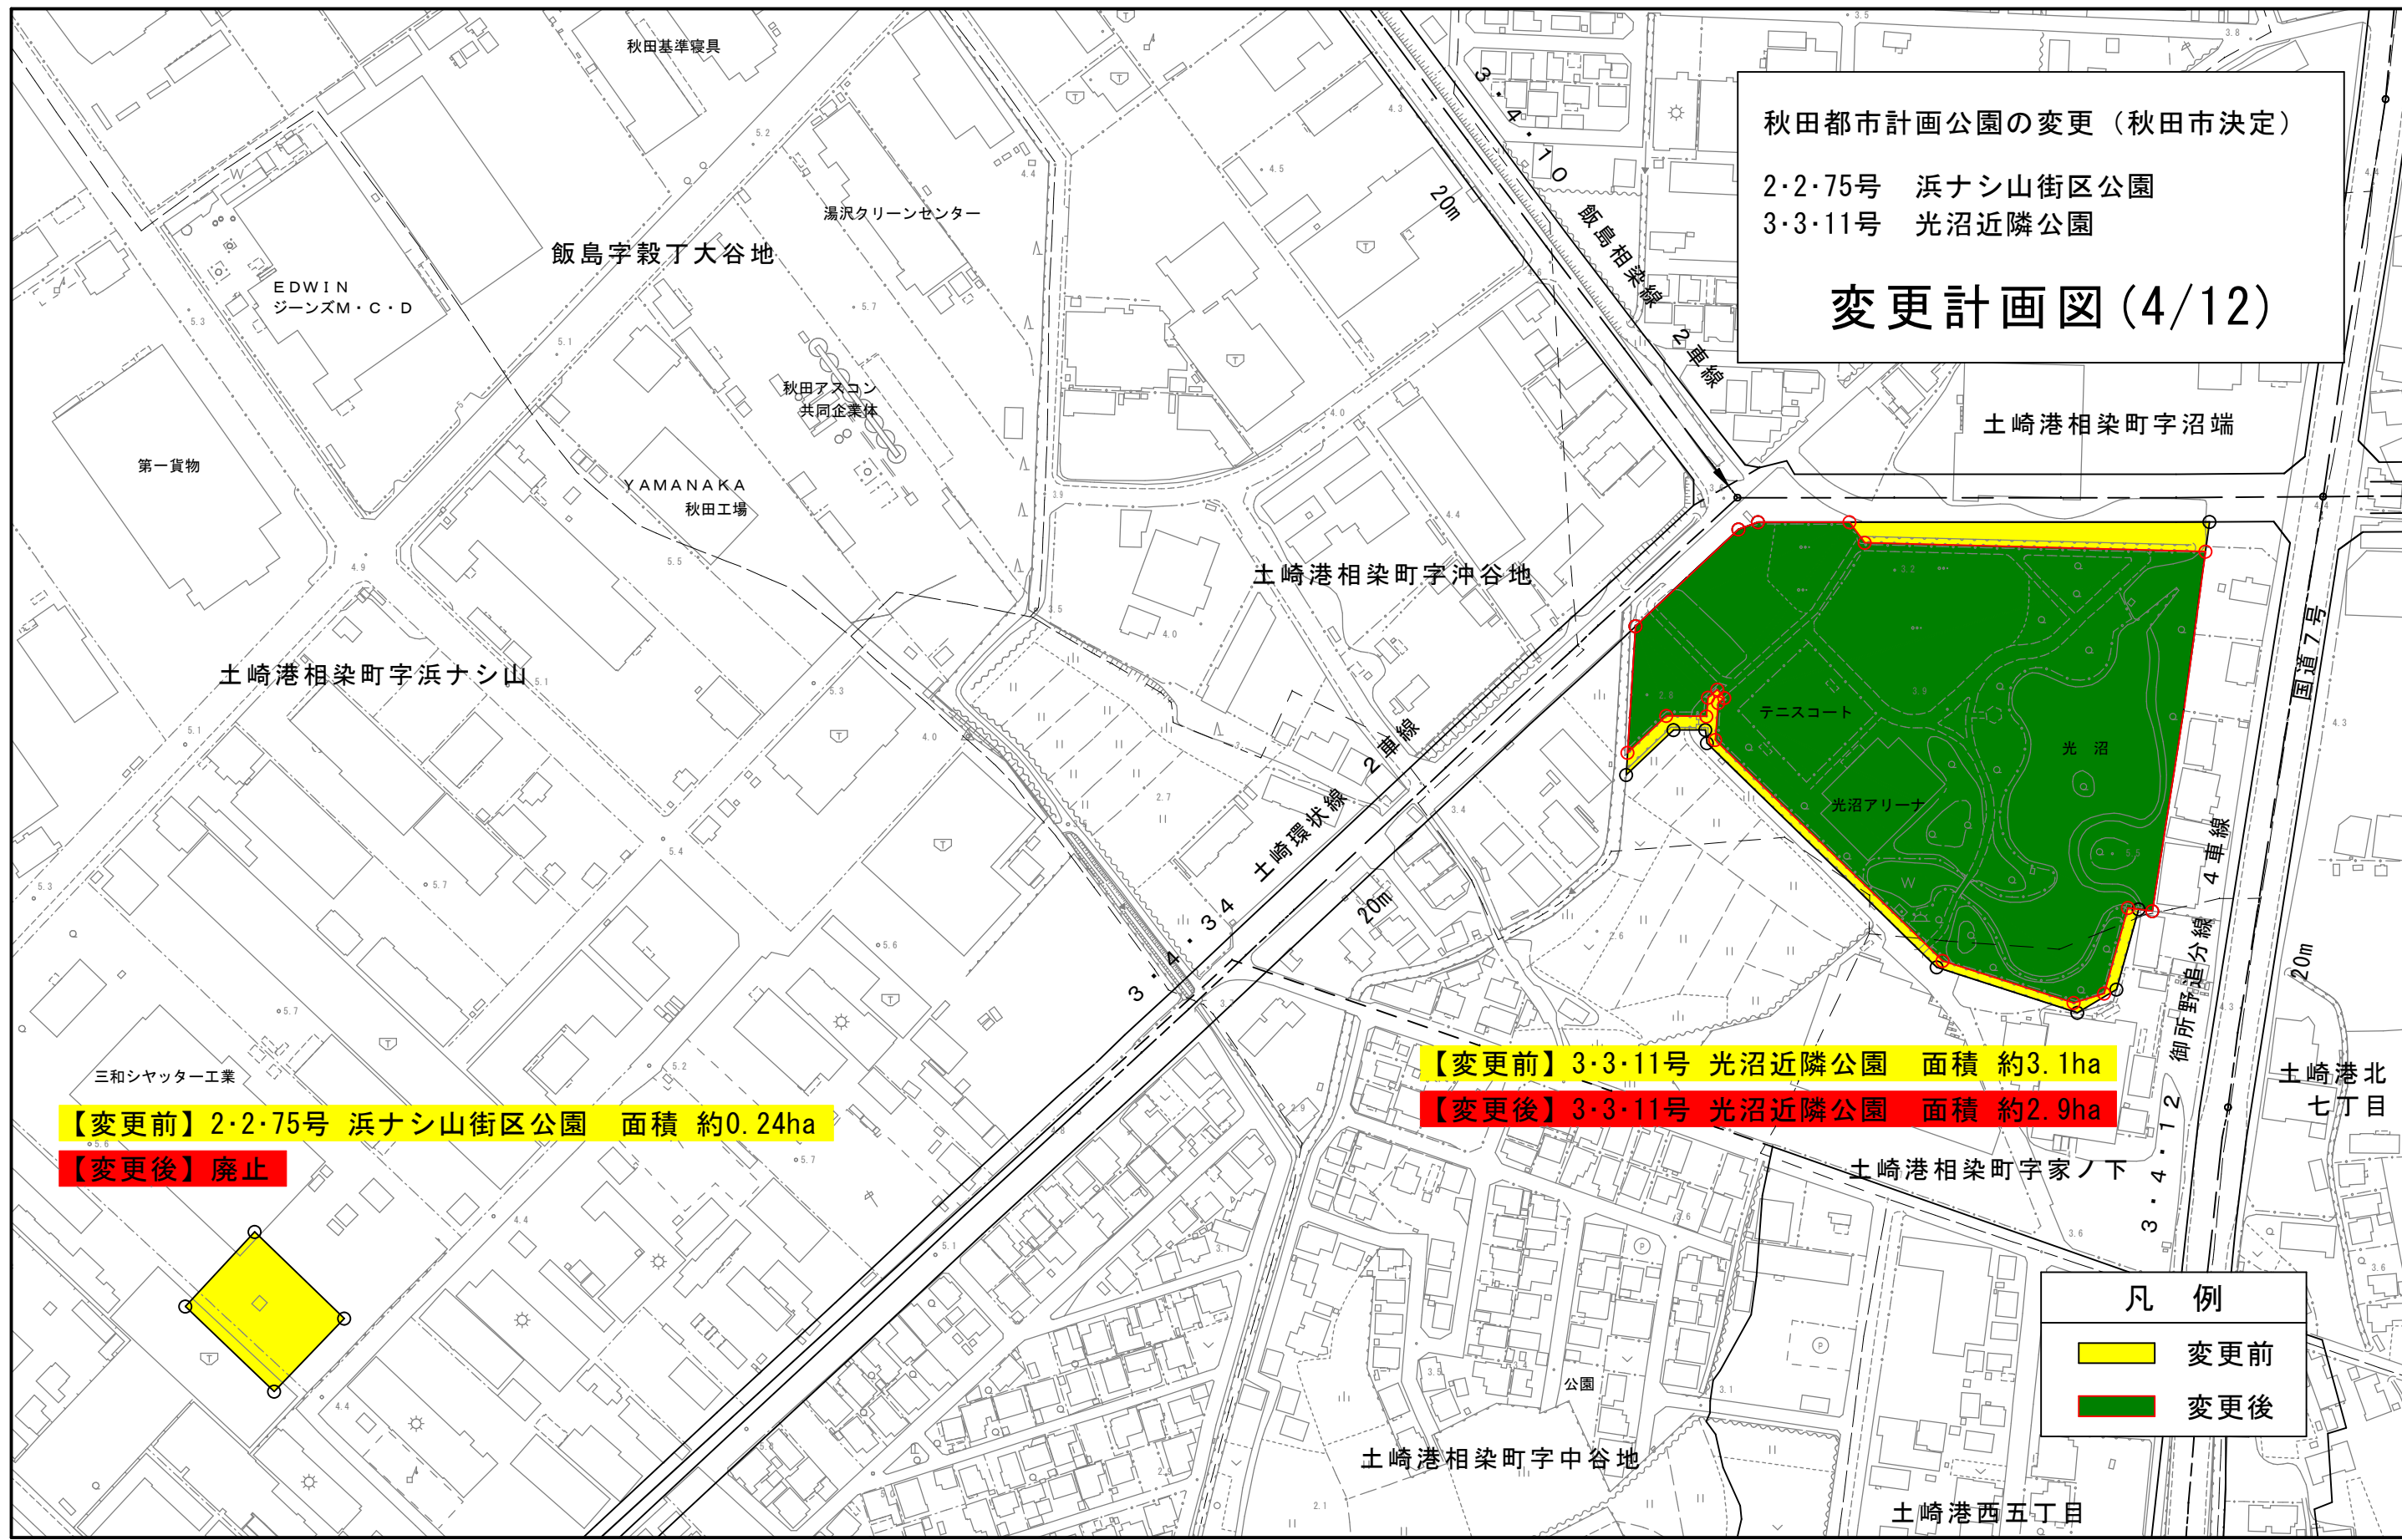 秋田都市計画公園の変更（秋田市決定）
2・2・75号　浜ナシ山街区公園
3・3・11号　光沼近隣公園
変更計画図(4/12)
秋田基準寝具
湯沢クリーンセンター
飯島字穀丁大谷地
EDWIN
ジーンズM・C・D
秋田アスコン
共同企業体
第一貨物
YAMANAKA
秋田工場
3・4・10 飯島相染線 2車線
20m
土崎港相染町字沼端
土崎港相染町字沖谷地
土崎港相染町字浜ナシ山
テニスコート
光沼
光沼アリーナ
国道7号
3・4・34 土崎環状線 2車線
20m
3・4・12 御所野追分線 4車線
20m
三和シヤッター工業
【変更前】2・2・75号 浜ナシ山街区公園　面積 約0.24ha
【変更後】廃止
【変更前】3・3・11号 光沼近隣公園　面積 約3.1ha
【変更後】3・3・11号 光沼近隣公園　面積 約2.9ha
土崎港北
七丁目
土崎港相染町字家ノ下
公園
土崎港相染町字中谷地
土崎港西五丁目
凡　例
変更前
変更後